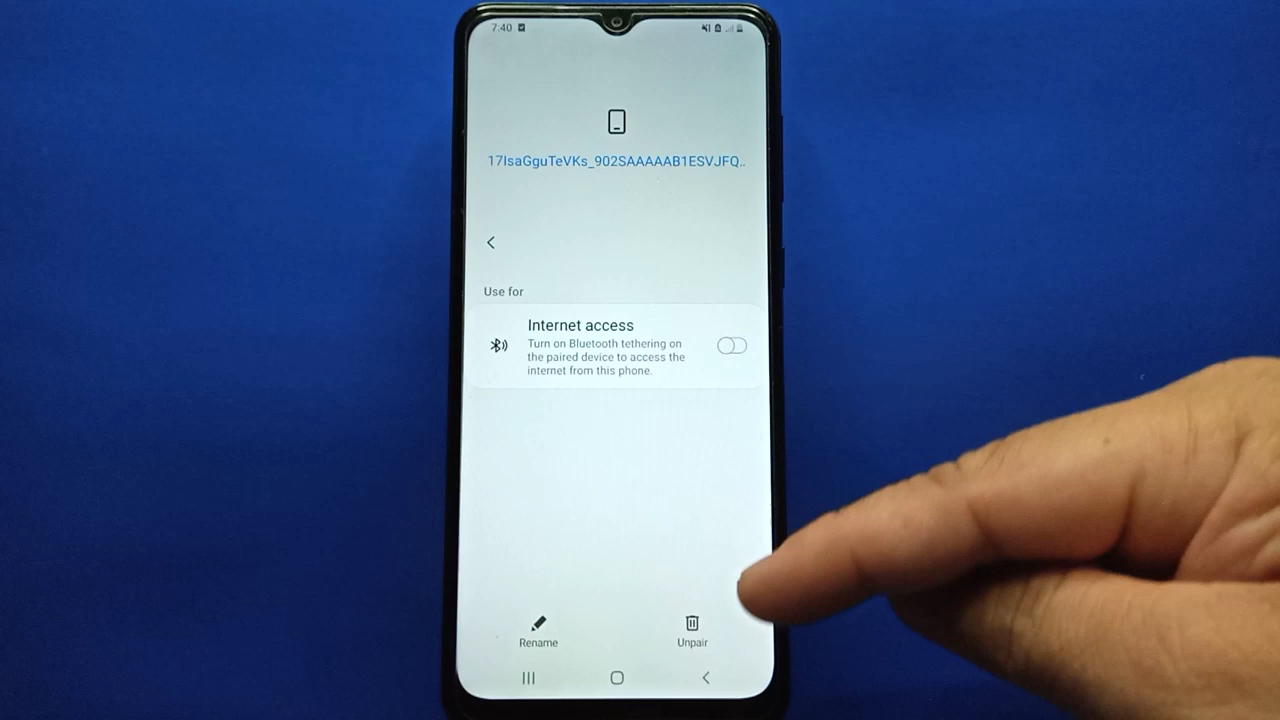 7:40
17IsaGguTeVKs_902SAAAAAB1ESVJFQ..
Use for
Internet access
Turn on Bluetooth tethering on
the paired device to access the
internet from this phone.
Rename
Unpair